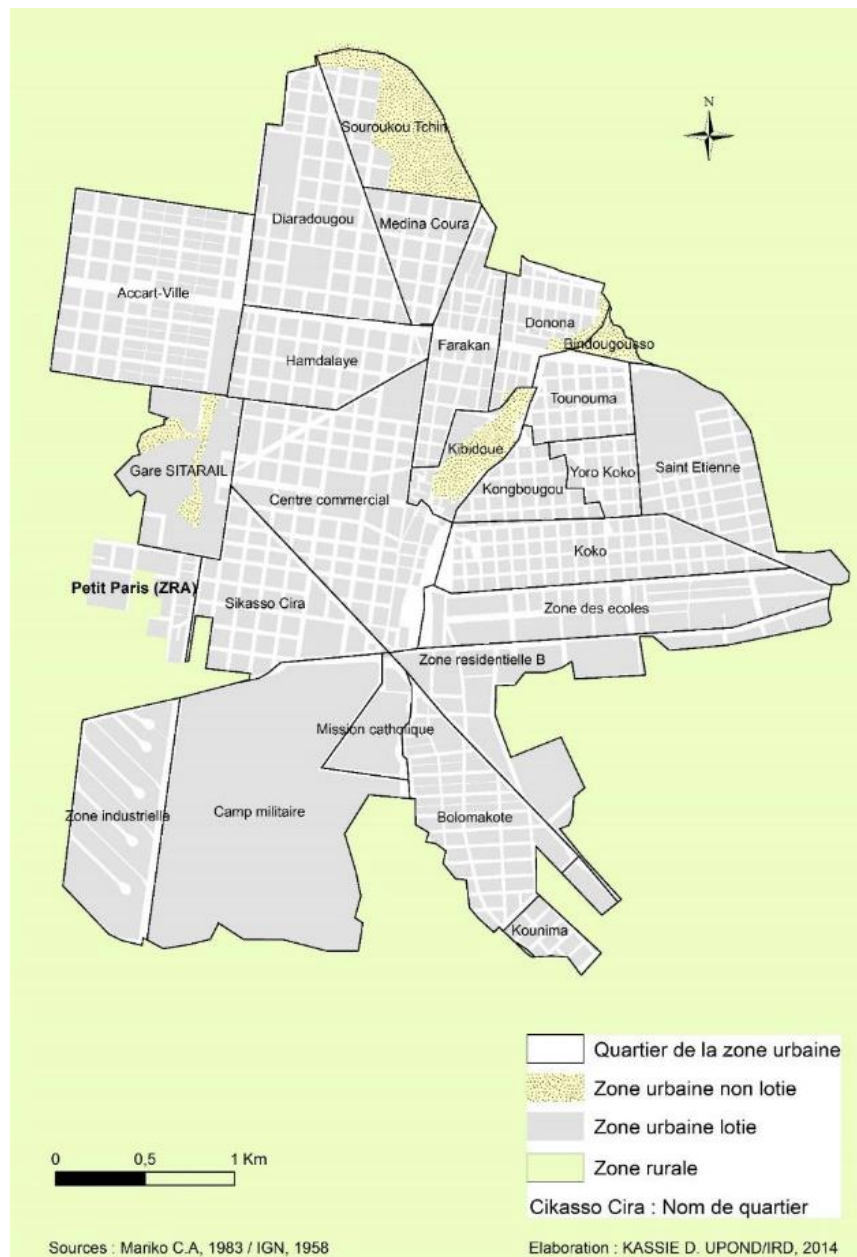 N
Souroukou Tchin
Diaradougou
Medina Coura
Accart-Ville
Donona
Farakan
Bindougousso
Hamdalaye
Tounouma
Kibidoue
Saint Etienne
Gare SITARAIL
Yoro Koko
Kongbougou
Centre commercial
Koko
Petit Paris (ZRA)
Sikasso Cira
Zone des ecoles
Zone residentielle B
Mission catholique
Zone industrielle
Camp militaire
Bolomakote
Kounima
Quartier de la zone urbaine
Zone urbaine non lotie
Zone urbaine lotie
Zone rurale
Cikasso Cira : Nom de quartier
0 0,5 1 Km
Sources : Mariko C.A, 1983 / IGN, 1958
Elaboration : KASSIE D. UPOND/IRD, 2014